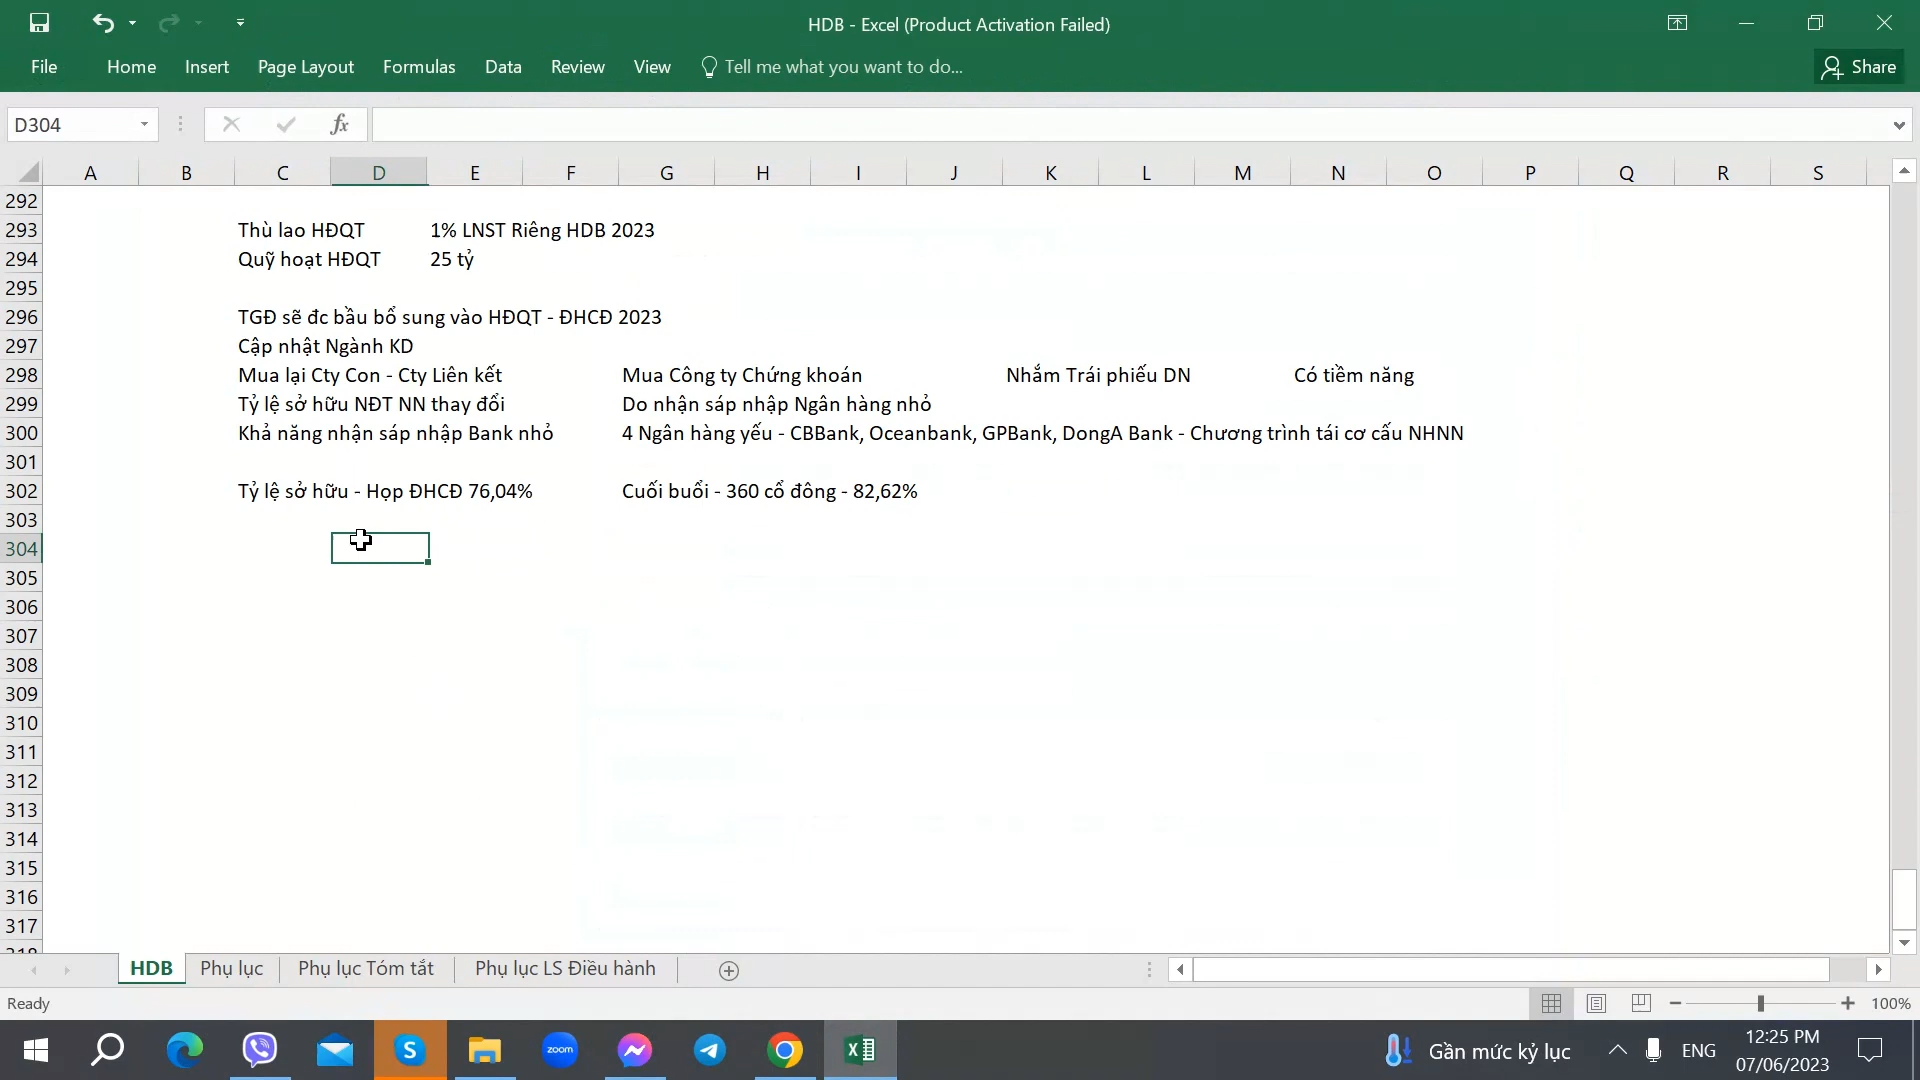 HDB - Excel (Product Activation Failed)
File Home Insert Page Layout Formulas Data Review View Tell me what you want to do... Share
D304 fx
A B C D E F G H I J K L M N O P Q R S
292
293 Thù lao HĐQT 1% LNST Riêng HDB 2023
294 Quỹ hoạt HĐQT 25 tỷ
295
296 TGĐ sẽ đc bầu bổ sung vào HĐQT - ĐHCĐ 2023
297 Cập nhật Ngành KD
298 Mua lại Cty Con - Cty Liên kết Mua Công ty Chứng khoán Nhắm Trái phiếu DN Có tiềm năng
299 Tỷ lệ sở hữu NĐT NN thay đổi Do nhận sáp nhập Ngân hàng nhỏ
300 Khả năng nhận sáp nhập Bank nhỏ 4 Ngân hàng yếu - CBBank, Oceanbank, GPBank, DongA Bank - Chương trình tái cơ cấu NHNN
301
302 Tỷ lệ sở hữu - Họp ĐHCĐ 76,04% Cuối buổi - 360 cổ đông - 82,62%
303
304
305
306
307
308
309
310
311
312
313
314
315
316
317
318
HDB Phụ lục Phụ lục Tóm tắt Phụ lục LS Điều hành
Ready 100%
S zoom Gần mức kỷ lục ENG 12:25 PM
07/06/2023